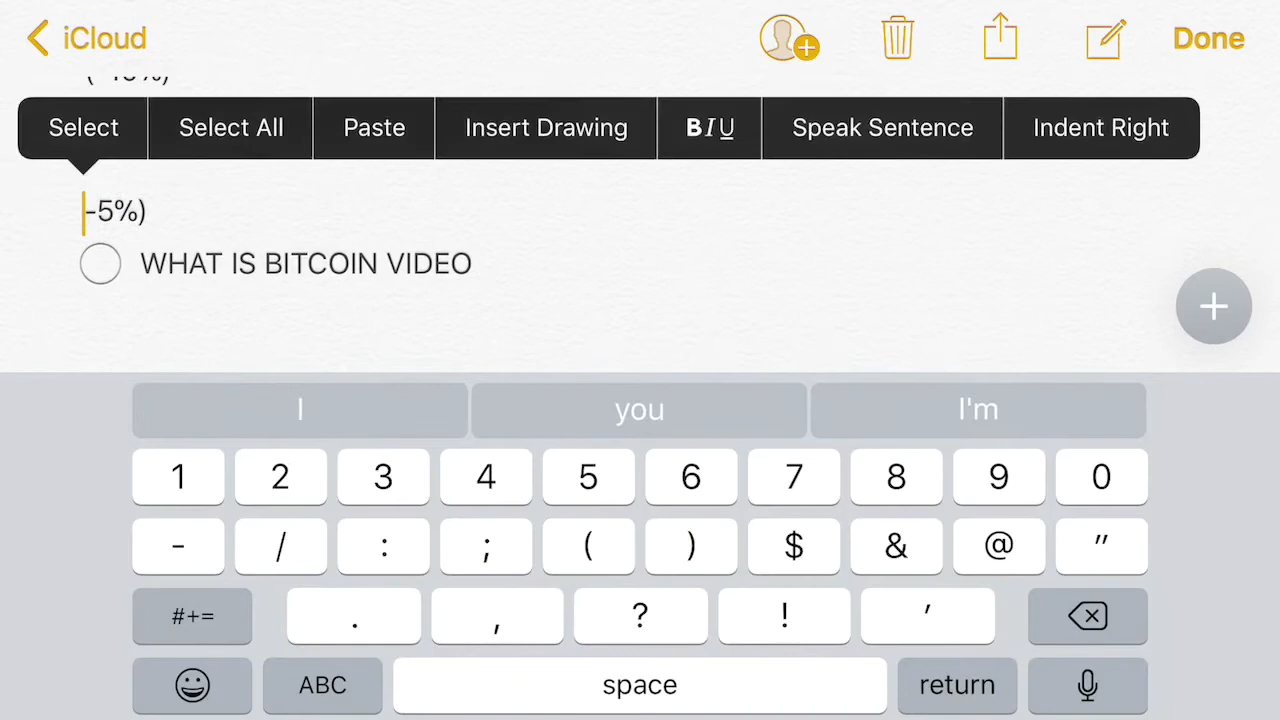 iCloud
Done
Select Select All Paste Insert Drawing BIU Speak Sentence Indent Right
-5%)
WHAT IS BITCOIN VIDEO
I you I'm
1 2 3 4 5 6 7 8 9 0
- / : ; ( ) $ & @ "
#+= . , ? ! '
ABC space return